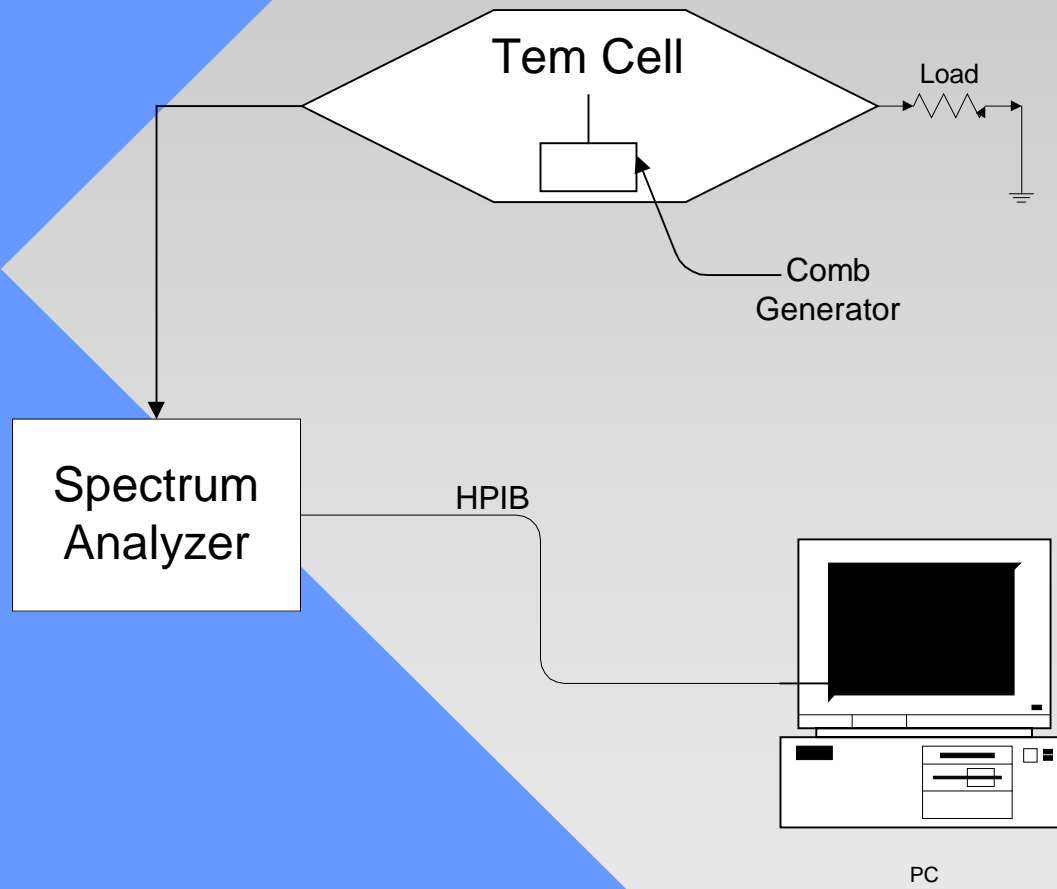 Tem Cell
Load
Comb
Generator
Spectrum
Analyzer
HPIB
PC